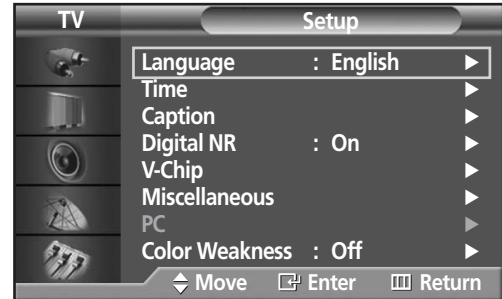 TV Setup
Language : English
Time
Caption
Digital NR : On
V-Chip
Miscellaneous
PC
Color Weakness : Off
Move Enter Return